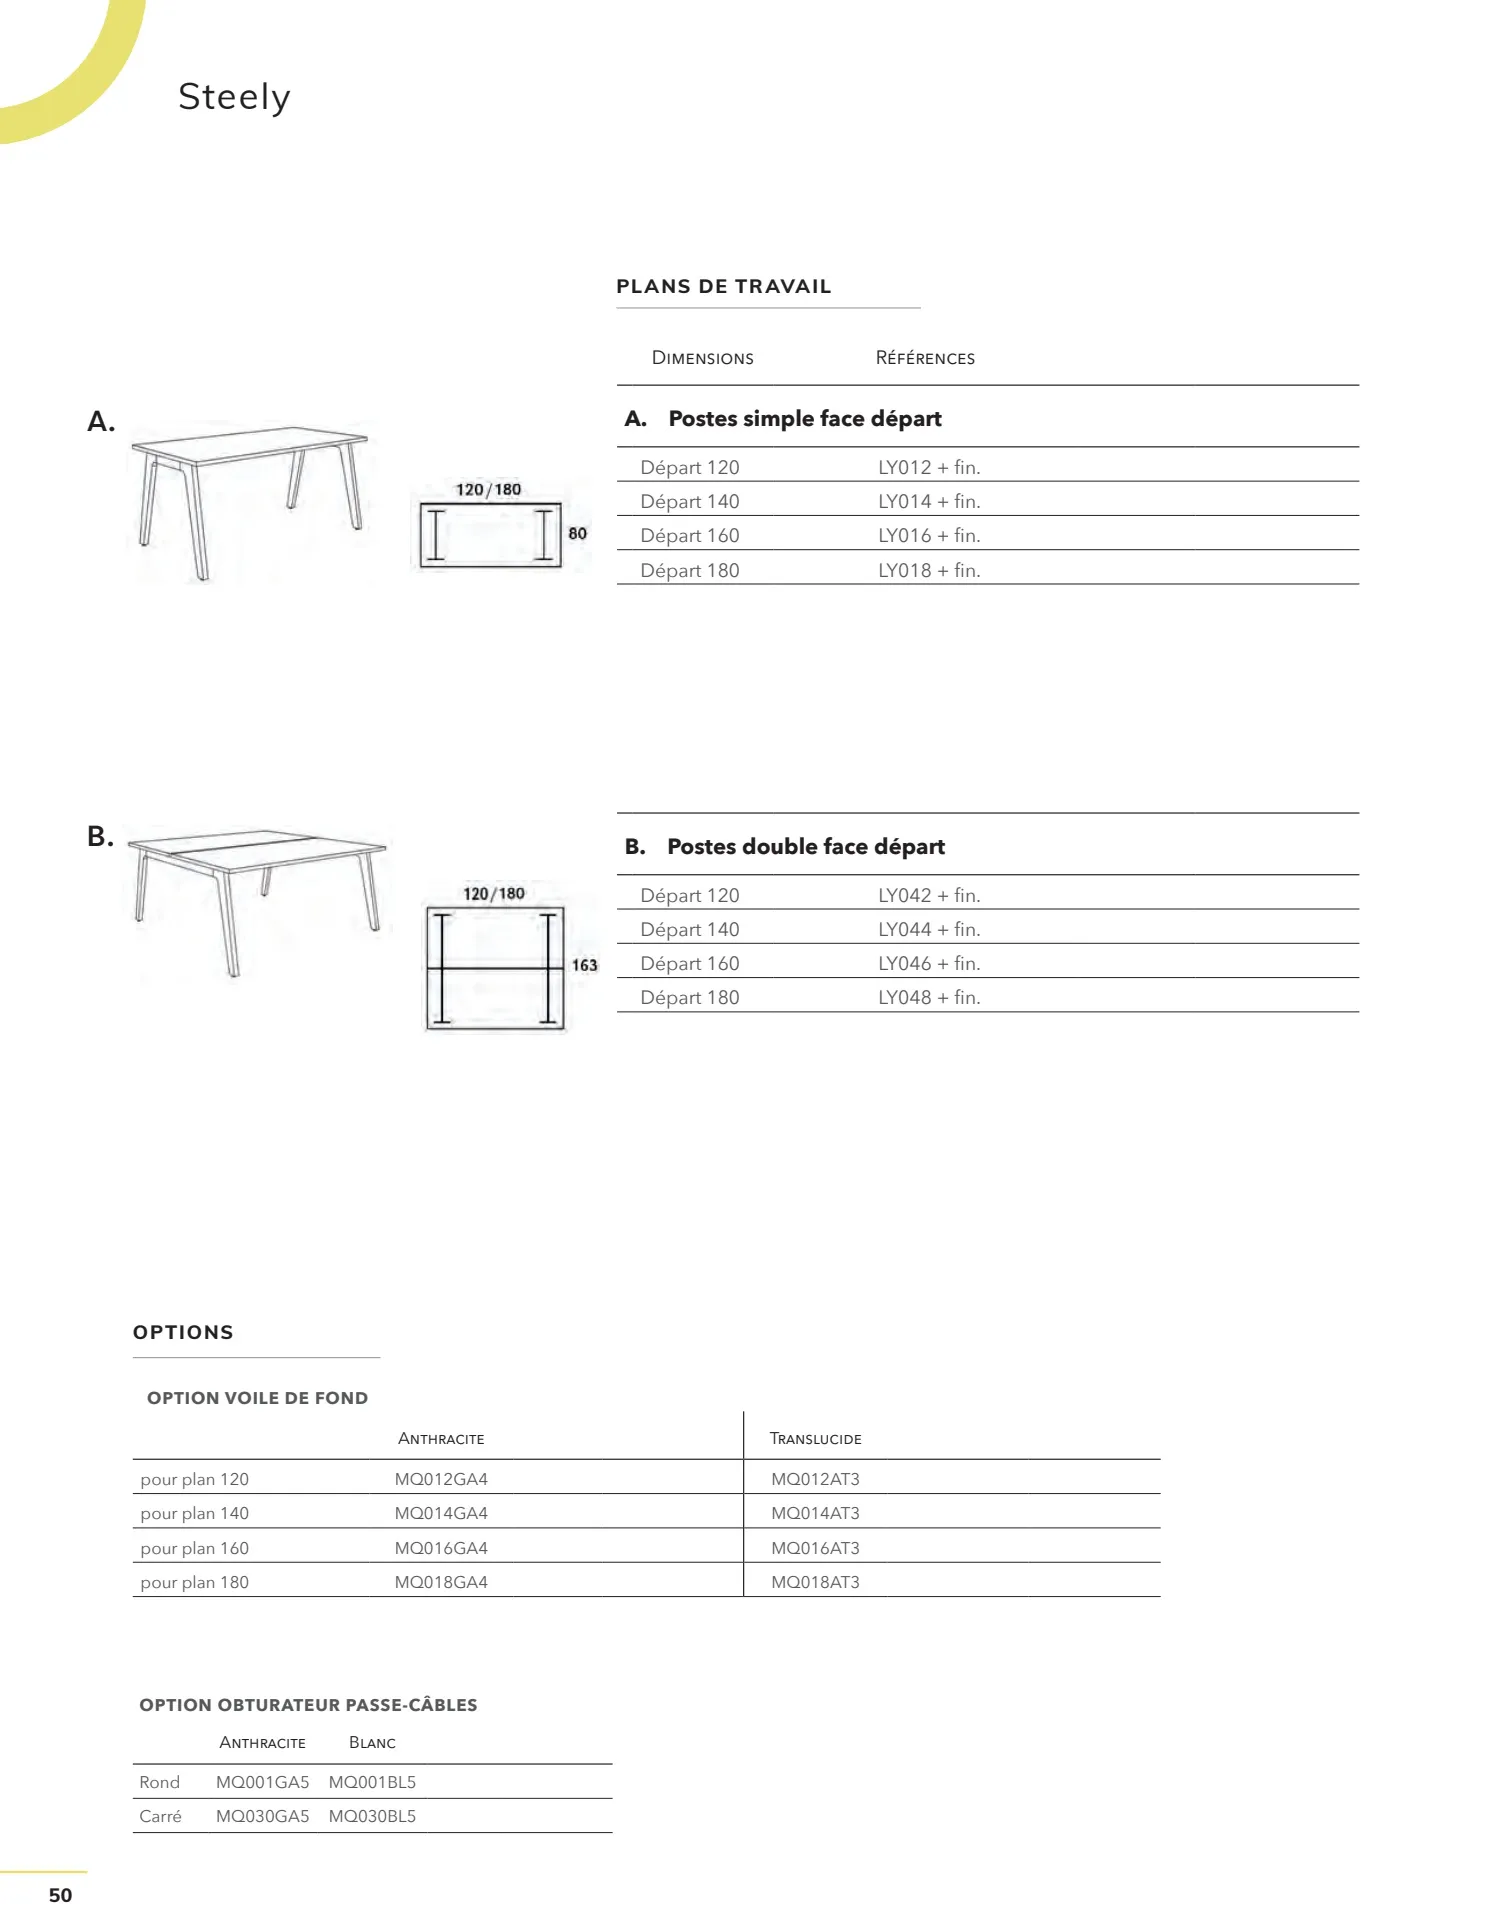 Steely
PLANS DE TRAVAIL
Dimensions Références
A.
A. Postes simple face départ
120/180
80
Départ 120 LY012 + fin.
Départ 140 LY014 + fin.
Départ 160 LY016 + fin.
Départ 180 LY018 + fin.
B.
B. Postes double face départ
120/180
163
Départ 120 LY042 + fin.
Départ 140 LY044 + fin.
Départ 160 LY046 + fin.
Départ 180 LY048 + fin.
OPTIONS
OPTION VOILE DE FOND
Anthracite Translucide
pour plan 120 MQ012GA4 MQ012AT3
pour plan 140 MQ014GA4 MQ014AT3
pour plan 160 MQ016GA4 MQ016AT3
pour plan 180 MQ018GA4 MQ018AT3
OPTION OBTURATEUR PASSE-CÂBLES
Anthracite Blanc
Rond MQ001GA5 MQ001BL5
Carré MQ030GA5 MQ030BL5
50